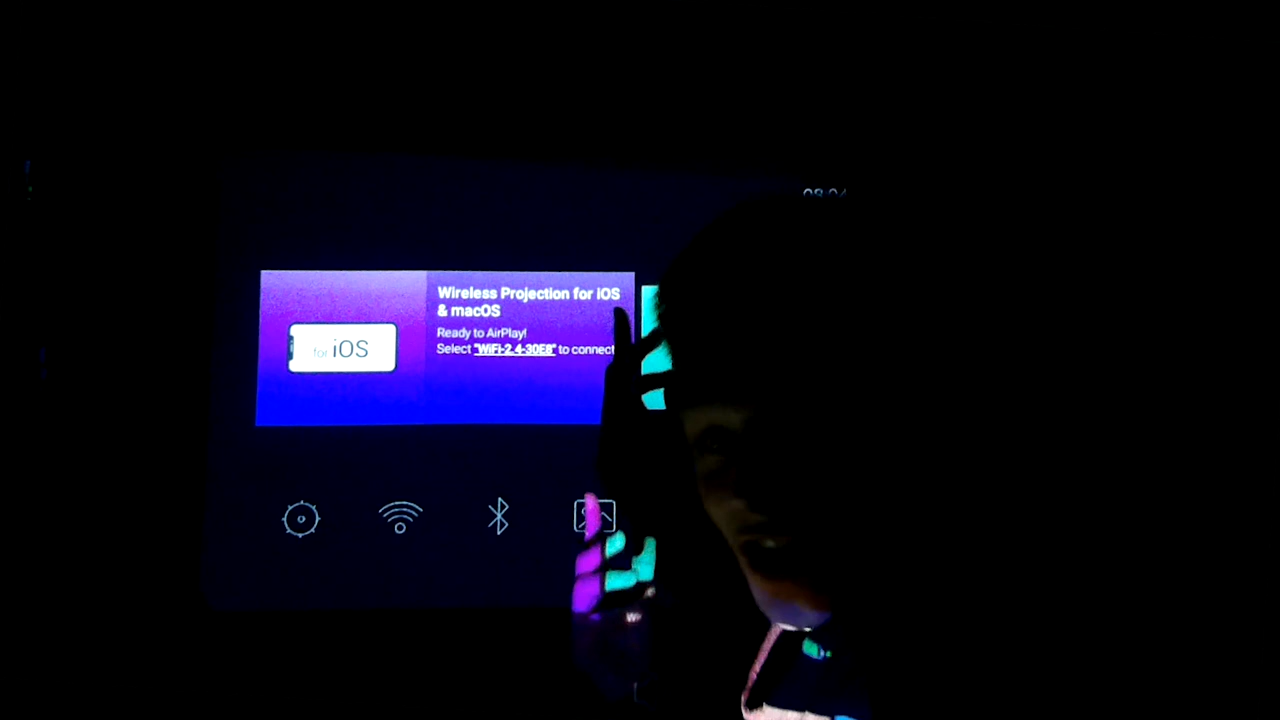 Wireless Projection for iOS
& macOS
Ready to AirPlay!
Select "WiFi-2.4-30E8" to connect
for iOS